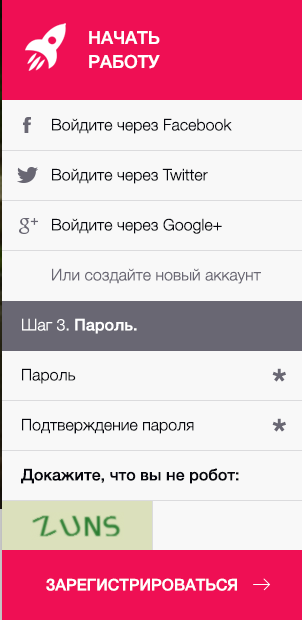 НАЧАТЬ
РАБОТУ
Войдите через Facebook
Войдите через Twitter
Войдите через Google+
Или создайте новый аккаунт
Шаг 3. Пароль.
Пароль *
Подтверждение пароля *
Докажите, что вы не робот:
ZUNS
ЗАРЕГИСТРИРОВАТЬСЯ →